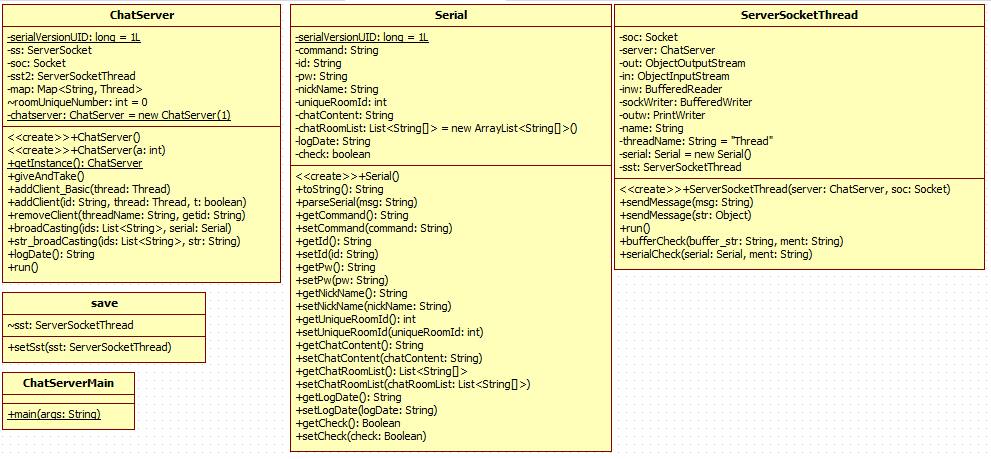 ChatServer
-serialVersionUID: long = 1L
-ss: ServerSocket
-soc: Socket
-sst2: ServerSocketThread
-map: Map<String, Thread>
~roomUniqueNumber: int = 0
-chatserver: ChatServer = new ChatServer(1)
<<create>>+ChatServer()
<<create>>+ChatServer(a: int)
+getInstance(): ChatServer
+giveAndTake()
+addClient_Basic(thread: Thread)
+addClient(id: String, thread: Thread, t: boolean)
+removeClient(threadName: String, getid: String)
+broadCasting(ids: List<String>, serial: Serial)
+str_broadCasting(ids: List<String>, str: String)
+logDate(): String
+run()
save
~sst: ServerSocketThread
+setSst(sst: ServerSocketThread)
ChatServerMain
+main(args: String)
Serial
-serialVersionUID: long = 1L
-command: String
-id: String
-pw: String
-nickName: String
-uniqueRoomId: int
-chatContent: String
-chatRoomList: List<String[]> = new ArrayList<String[]>()
-logDate: String
-check: boolean
<<create>>+Serial()
+toString(): String
+parseSerial(msg: String)
+getCommand(): String
+setCommand(command: String)
+getId(): String
+setId(id: String)
+getPw(): String
+setPw(pw: String)
+getNickName(): String
+setNickName(nickName: String)
+getUniqueRoomId(): int
+setUniqueRoomId(uniqueRoomId: int)
+getChatContent(): String
+setChatContent(chatContent: String)
+getChatRoomList(): List<String[]>
+setChatRoomList(chatRoomList: List<String[]>)
+getLogDate(): String
+setLogDate(logDate: String)
+getCheck(): Boolean
+setCheck(check: Boolean)
ServerSocketThread
-soc: Socket
-server: ChatServer
-out: ObjectOutputStream
-in: ObjectInputStream
-inw: BufferedReader
-sockWriter: BufferedWriter
-outw: PrintWriter
-name: String
-threadName: String = "Thread"
-serial: Serial = new Serial()
-sst: ServerSocketThread
<<create>>+ServerSocketThread(server: ChatServer, soc: Socket)
+sendMessage(msg: String)
+sendMessage(str: Object)
+run()
+bufferCheck(buffer_str: String, ment: String)
+serialCheck(serial: Serial, ment: String)